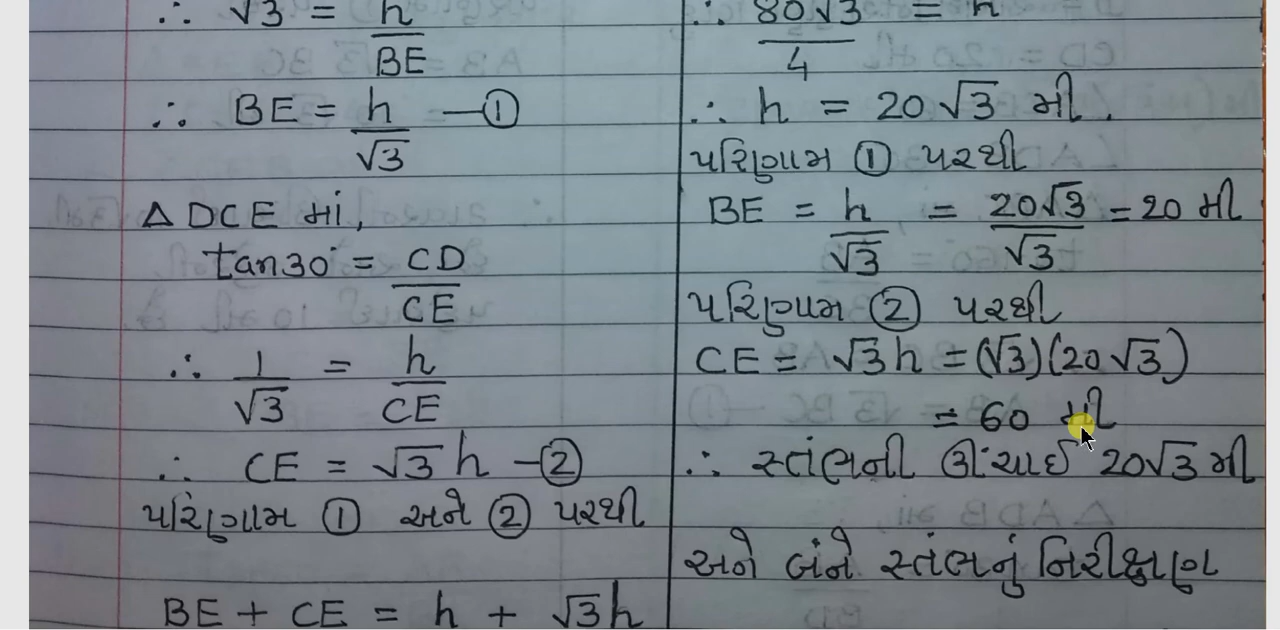 ∴ √3 = h/BE
∴ BE = h/√3 —①
△ DCE માં,
tan30° = CD/CE
∴ 1/√3 = h/CE
∴ CE = √3 h —②
પરિણામ ① અને ② પરથી
BE + CE = h + √3h
∴ 80√3/4 = h
∴ h = 20√3 મી.
પરિણામ ① પરથી
BE = h/√3 = 20√3/√3 = 20 મી
પરિણામ ② પરથી
CE = √3h = (√3)(20√3)
= 60 મી
∴ સ્તંભની ઊંચાઈ 20√3 મી
અને બંને સ્તંભનું નિરીક્ષણ